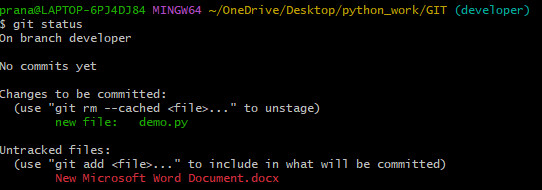 prana@LAPTOP-6PJ4DJ84 MINGW64 ~/OneDrive/Desktop/python_work/GIT (developer)
$ git status
On branch developer

No commits yet

Changes to be committed:
  (use "git rm --cached <file>..." to unstage)
        new file:   demo.py

Untracked files:
  (use "git add <file>..." to include in what will be committed)
        New Microsoft Word Document.docx